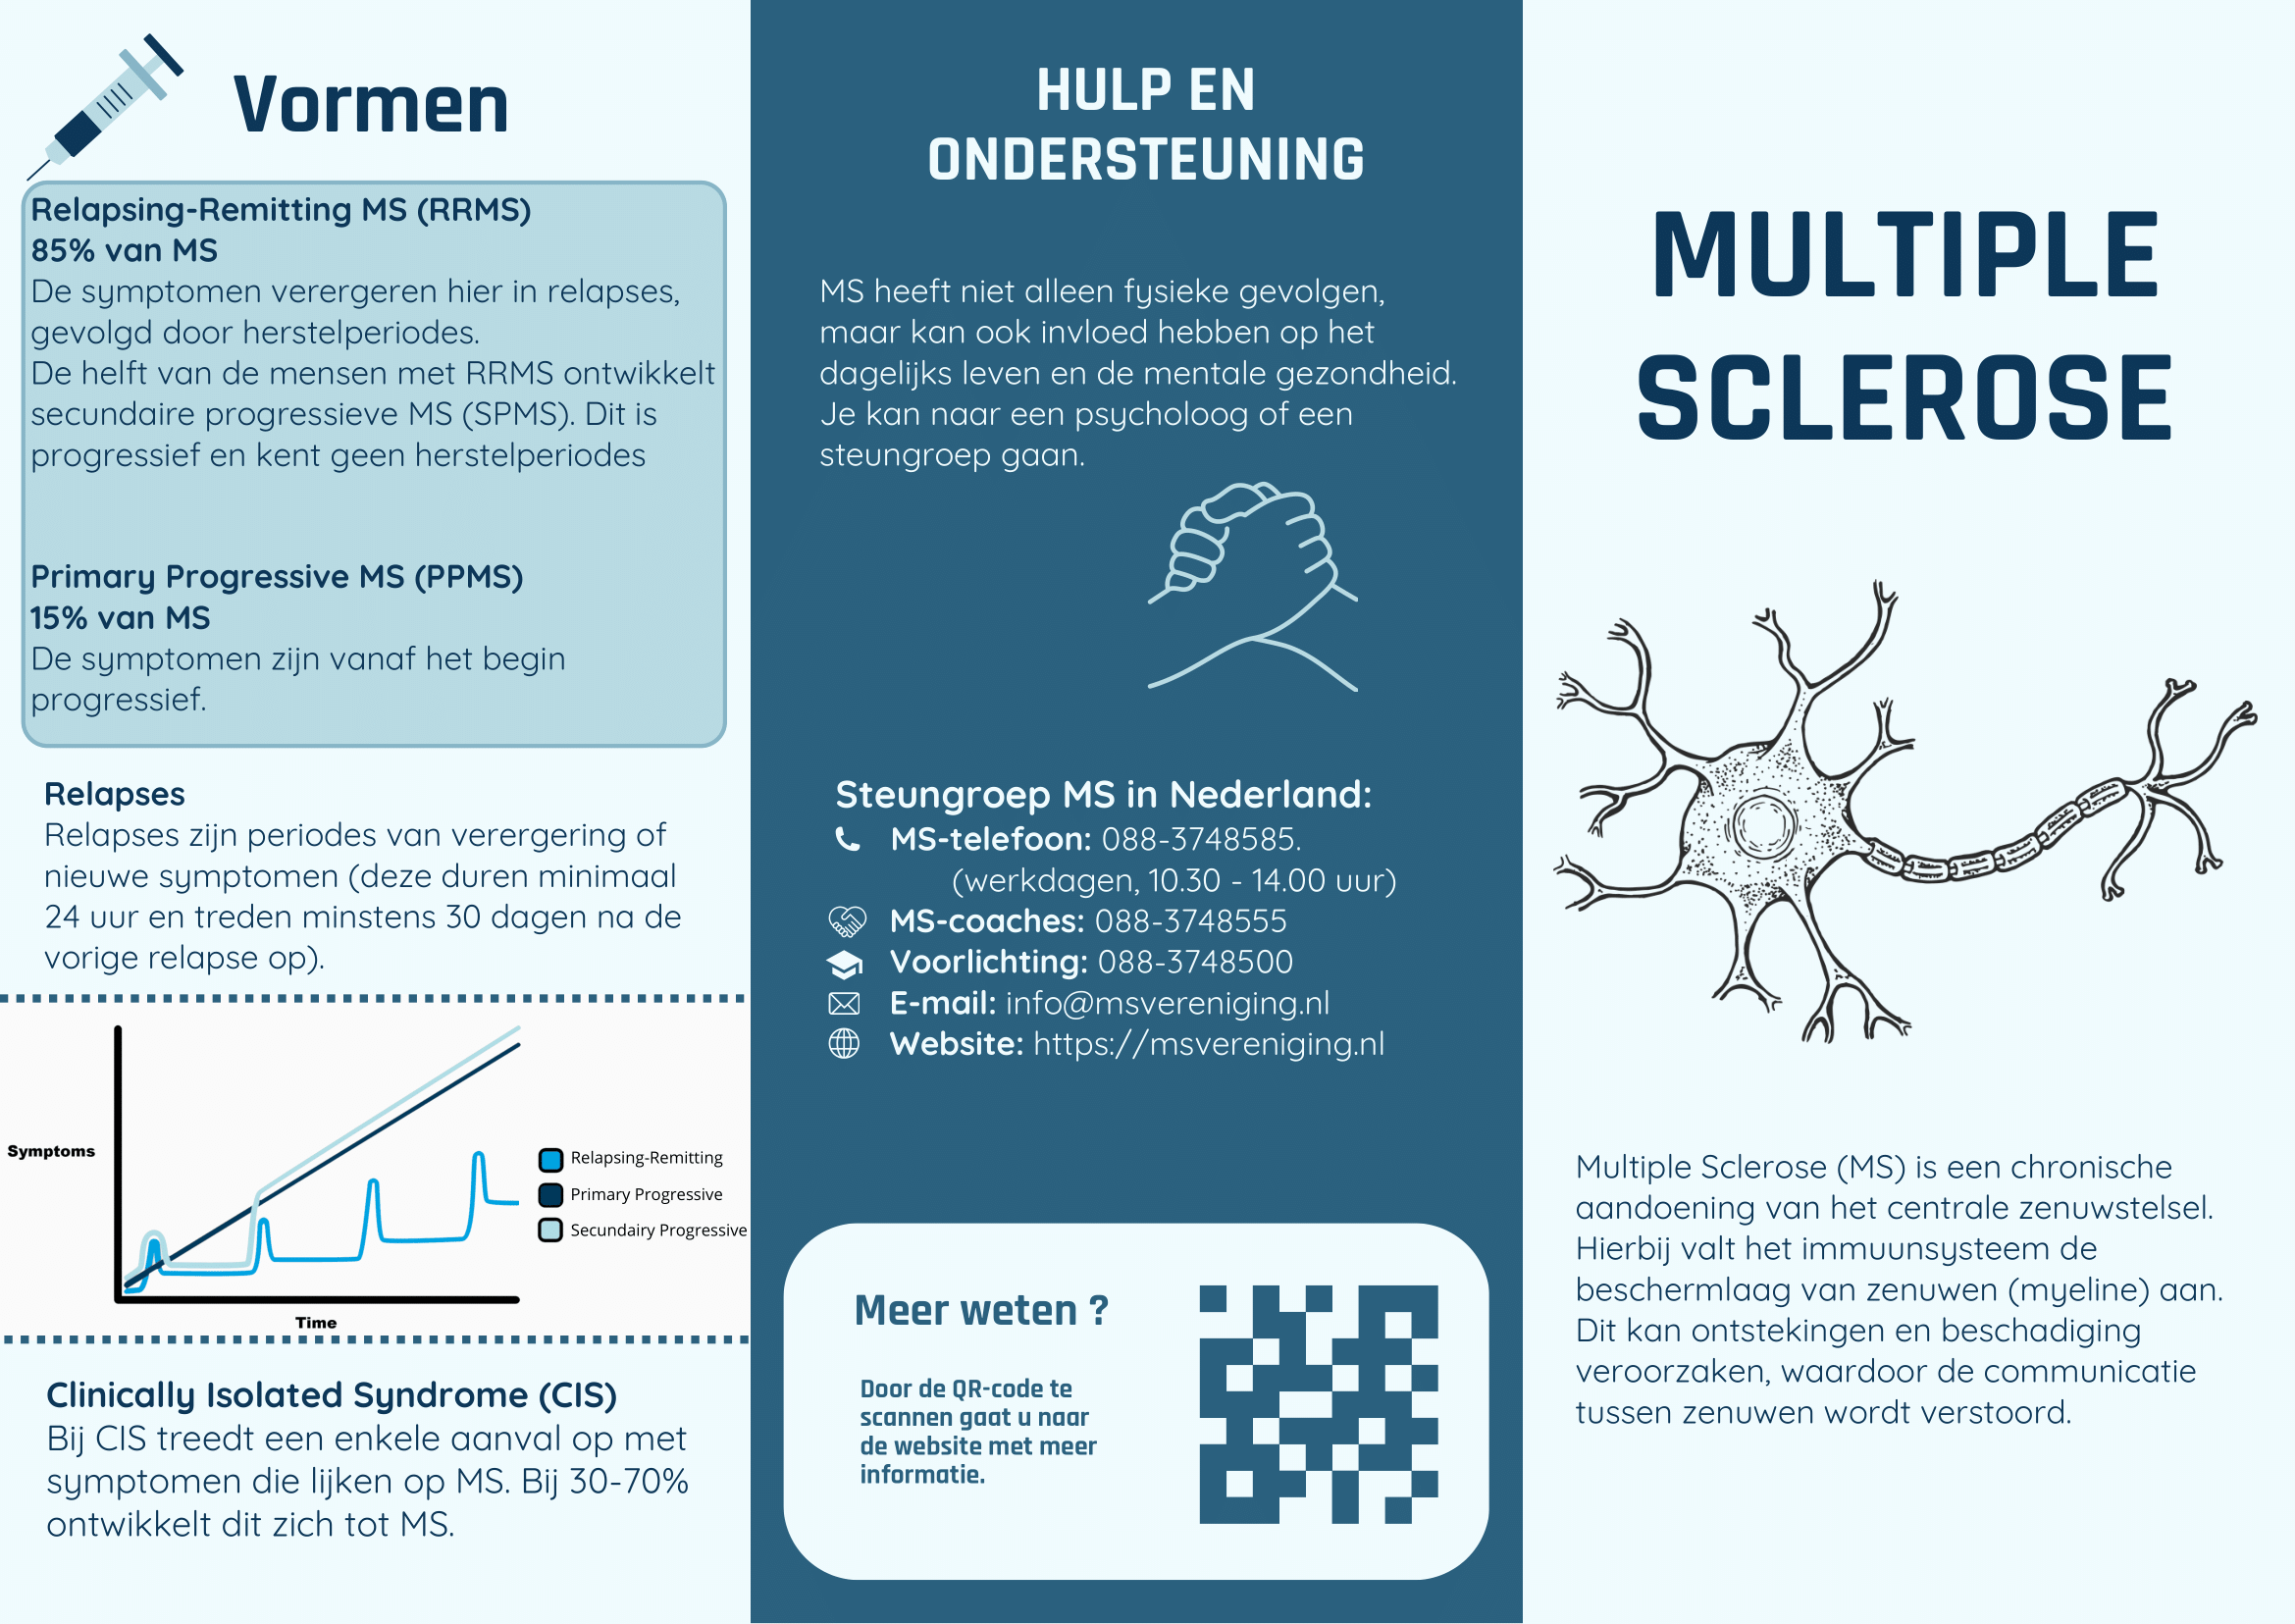 Vormen
Relapsing-Remitting MS (RRMS)
85% van MS
De symptomen verergeren hier in relapses,
gevolgd door herstelperiodes.
De helft van de mensen met RRMS ontwikkelt
secundaire progressieve MS (SPMS). Dit is
progressief en kent geen herstelperiodes
Primary Progressive MS (PPMS)
15% van MS
De symptomen zijn vanaf het begin
progressief.
Relapses
Relapses zijn periodes van verergering of
nieuwe symptomen (deze duren minimaal
24 uur en treden minstens 30 dagen na de
vorige relapse op).
Symptoms
Relapsing-Remitting
Primary Progressive
Secundairy Progressive
Time
Clinically Isolated Syndrome (CIS)
Bij CIS treedt een enkele aanval op met
symptomen die lijken op MS. Bij 30-70%
ontwikkelt dit zich tot MS.
HULP EN
ONDERSTEUNING
MS heeft niet alleen fysieke gevolgen,
maar kan ook invloed hebben op het
dagelijks leven en de mentale gezondheid.
Je kan naar een psycholoog of een
steungroep gaan.
Steungroep MS in Nederland:
MS-telefoon: 088-3748585.
(werkdagen, 10.30 - 14.00 uur)
MS-coaches: 088-3748555
Voorlichting: 088-3748500
E-mail: info@msvereniging.nl
Website: https://msvereniging.nl
Meer weten ?
Door de QR-code te
scannen gaat u naar
de website met meer
informatie.
MULTIPLE
SCLEROSE
Multiple Sclerose (MS) is een chronische
aandoening van het centrale zenuwstelsel.
Hierbij valt het immuunsysteem de
beschermlaag van zenuwen (myeline) aan.
Dit kan ontstekingen en beschadiging
veroorzaken, waardoor de communicatie
tussen zenuwen wordt verstoord.